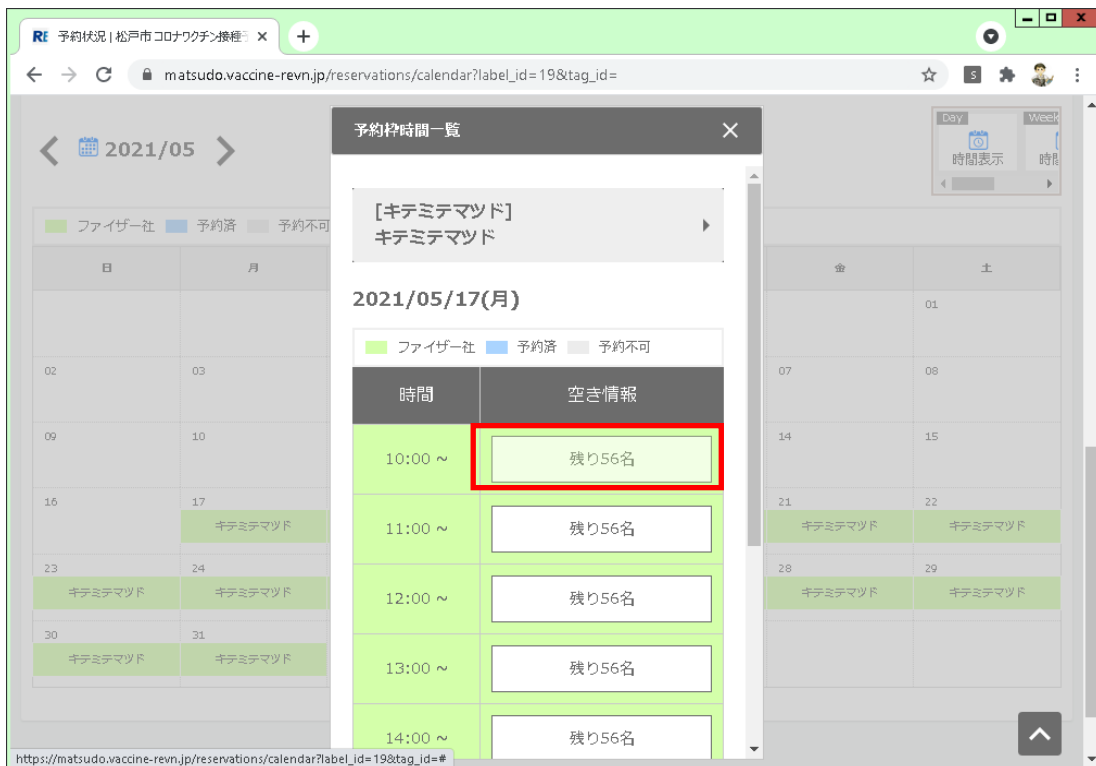 RE 予約状況 | 松戸市コロナワクチン接種予
matsudo.vaccine-revn.jp/reservations/calendar?label_id=19&tag_id=
S
2021/05
Day
Week
時間表示
時間
ファイザー社 予約済 予約不可
日 月 金 土
01
02 03 07 08
09 10 14 15
16 17 21 22
キテミテマツド キテミテマツド キテミテマツド
23 24 28 29
キテミテマツド キテミテマツド キテミテマツド キテミテマツド
30 31
キテミテマツド キテミテマツド
予約枠時間一覧
[キテミテマツド]
キテミテマツド
2021/05/17(月)
ファイザー社 予約済 予約不可
時間 空き情報
10:00 ~ 残り56名
11:00 ~ 残り56名
12:00 ~ 残り56名
13:00 ~ 残り56名
14:00 ~ 残り56名
https://matsudo.vaccine-revn.jp/reservations/calendar?label_id=19&tag_id=#